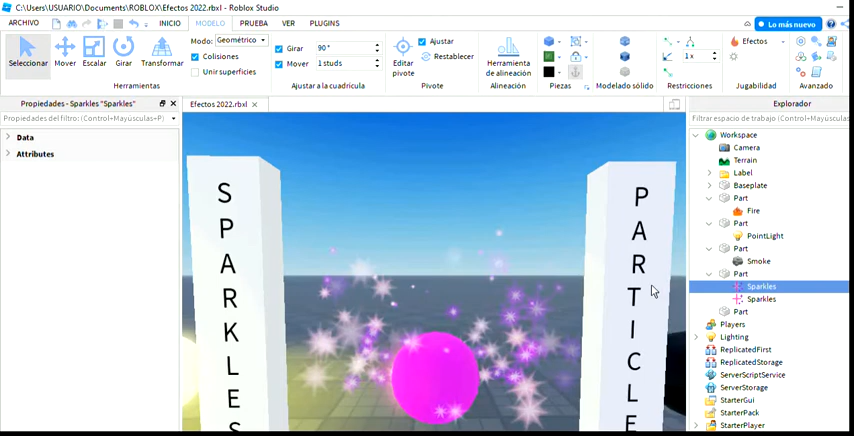 C:\Users\USUARIO\Documents\ROBLOX\Efectos 2022.rbxl - Roblox Studio
ARCHIVO
INICIO
MODELO
PRUEBA
VER
PLUGINS
Lo más nuevo
Seleccionar
Mover
Escalar
Girar
Transformar
Herramientas
Modo:
Geométrico
Colisiones
Unir superficies
Girar
90 °
Mover
1 studs
Ajustar a la cuadrícula
Editar
pivote
Ajustar
Restablecer
Pivote
Herramienta
de alineación
Alineación
Piezas
Modelado sólido
1 x
Restricciones
Efectos
Jugabilidad
Avanzado
Propiedades - Sparkles "Sparkles"
Propiedades del filtro: (Control+Mayúsculas+P)
Data
Attributes
Efectos 2022.rbxl
SPARKLES
PARTICLE
Explorador
Filtrar espacio de trabajo (Control+Mayúsculas
Workspace
Camera
Terrain
Label
Baseplate
Part
Fire
Part
PointLight
Part
Smoke
Part
Sparkles
Sparkles
Part
Players
Lighting
ReplicatedFirst
ReplicatedStorage
ServerScriptService
ServerStorage
StarterGui
StarterPack
StarterPlayer